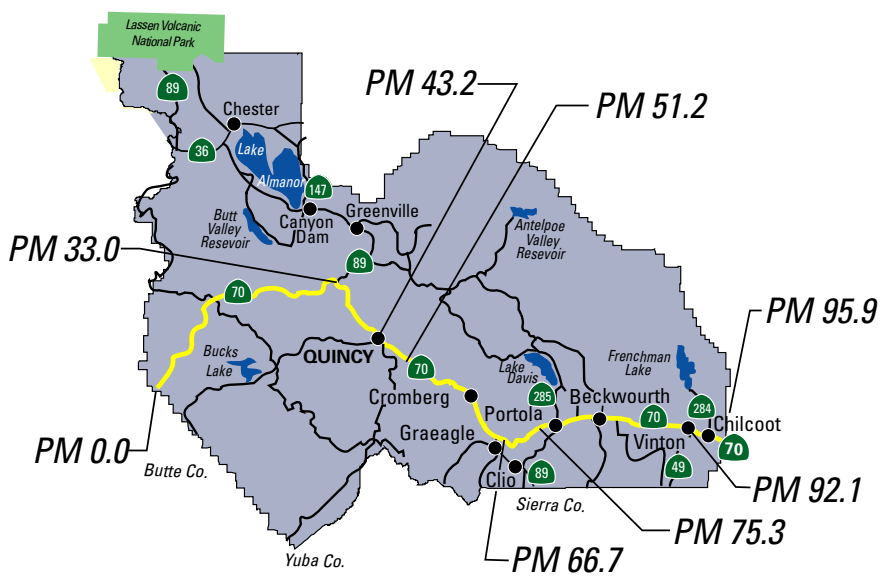 Lassen Volcanic
National Park
89
PM 43.2
PM 51.2
Chester
36
Lake
Almanor
147
Canyon
Dam
Greenville
Butt
Valley
Resevoir
Antelpoe
Valley
Resevoir
PM 33.0
89
70
PM 95.9
Bucks
Lake
QUINCY
70
Lake
Davis
Frenchman
Lake
Cromberg
285
Portola
Beckwourth
70
284
Chilcoot
70
Graeagle
Vinton
49
PM 0.0
Butte Co.
Clio
89
Sierra Co.
PM 92.1
PM 75.3
PM 66.7
Yuba Co.